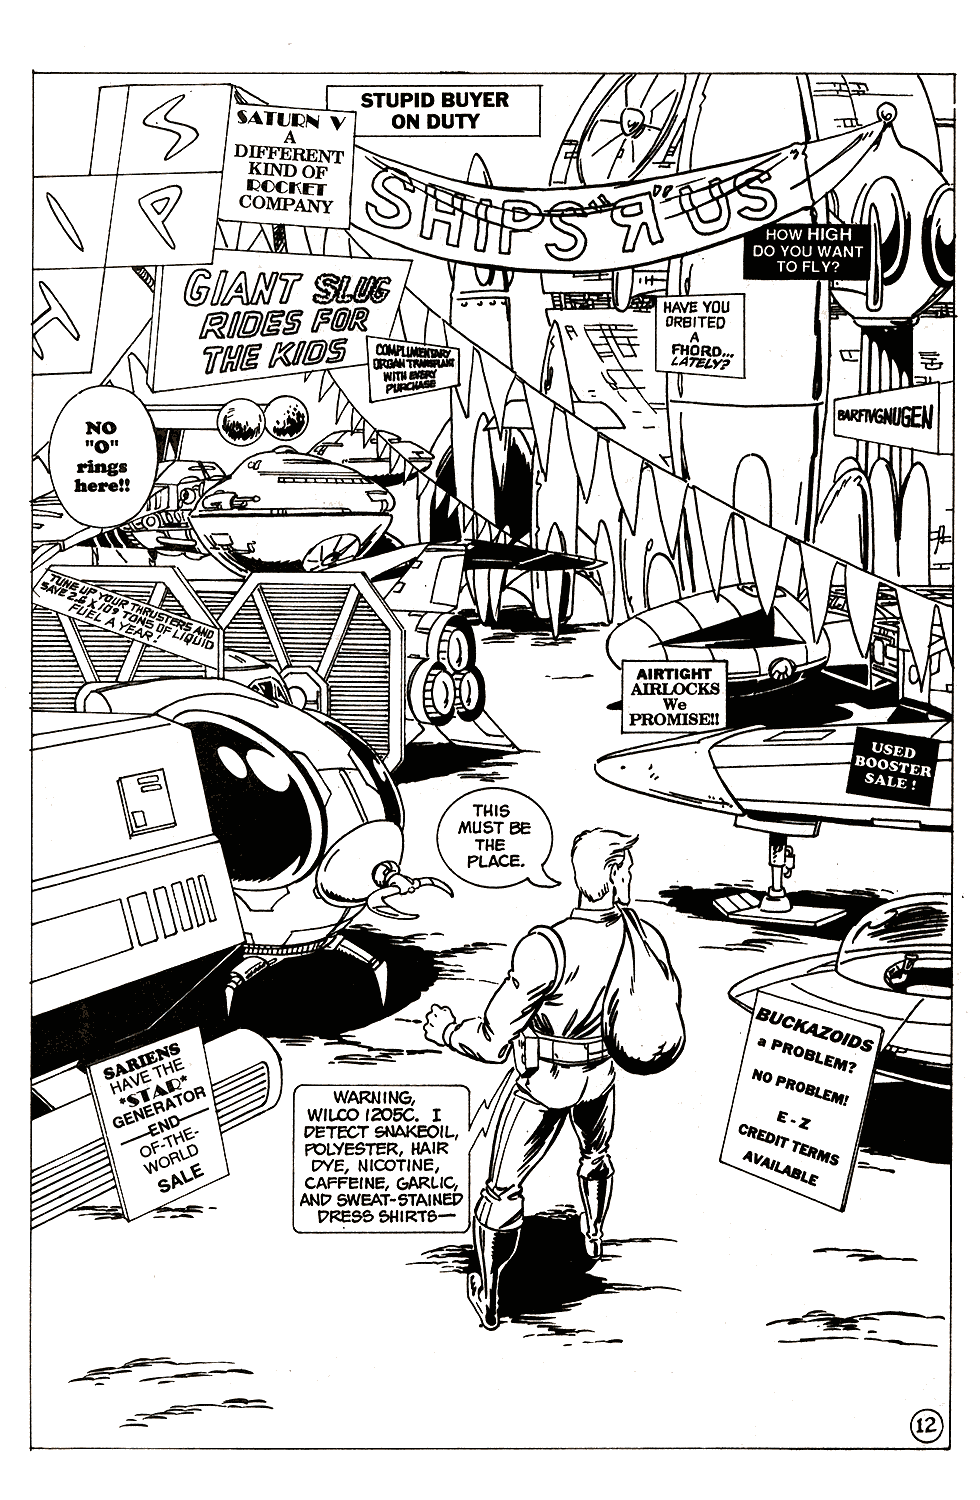 S
I P
H
SATURN V
A
DIFFERENT
KIND OF
ROCKET
COMPANY
STUPID BUYER
ON DUTY
SHIPS "Я" US
HOW HIGH
DO YOU WANT
TO FLY?
GIANT SLUG
RIDES FOR
THE KIDS
COMPLIMENTARY
ORGAN TRANSPLANT
WITH EVERY
PURCHASE
HAVE YOU
ORBITED
A
FHORD...
LATELY?
BARFIVGNUGEN
NO
"O"
rings
here!!
TUNE UP YOUR THRUSTERS AND
SAVE 2.6 X 109 TONS OF LIQUID
FUEL A YEAR!
AIRTIGHT
AIRLOCKS
We
PROMISE!!
USED
BOOSTER
SALE !
THIS
MUST BE
THE
PLACE.
BUCKAZOIDS
a PROBLEM?
NO PROBLEM!
E - Z
CREDIT TERMS
AVAILABLE
SARIENS
HAVE THE
*STAR*
GENERATOR
END
OF-THE-
WORLD
SALE
WARNING,
WILCO 1205C. I
DETECT SNAKEOIL,
POLYESTER, HAIR
DYE, NICOTINE,
CAFFEINE, GARLIC,
AND SWEAT-STAINED
DRESS SHIRTS—
12